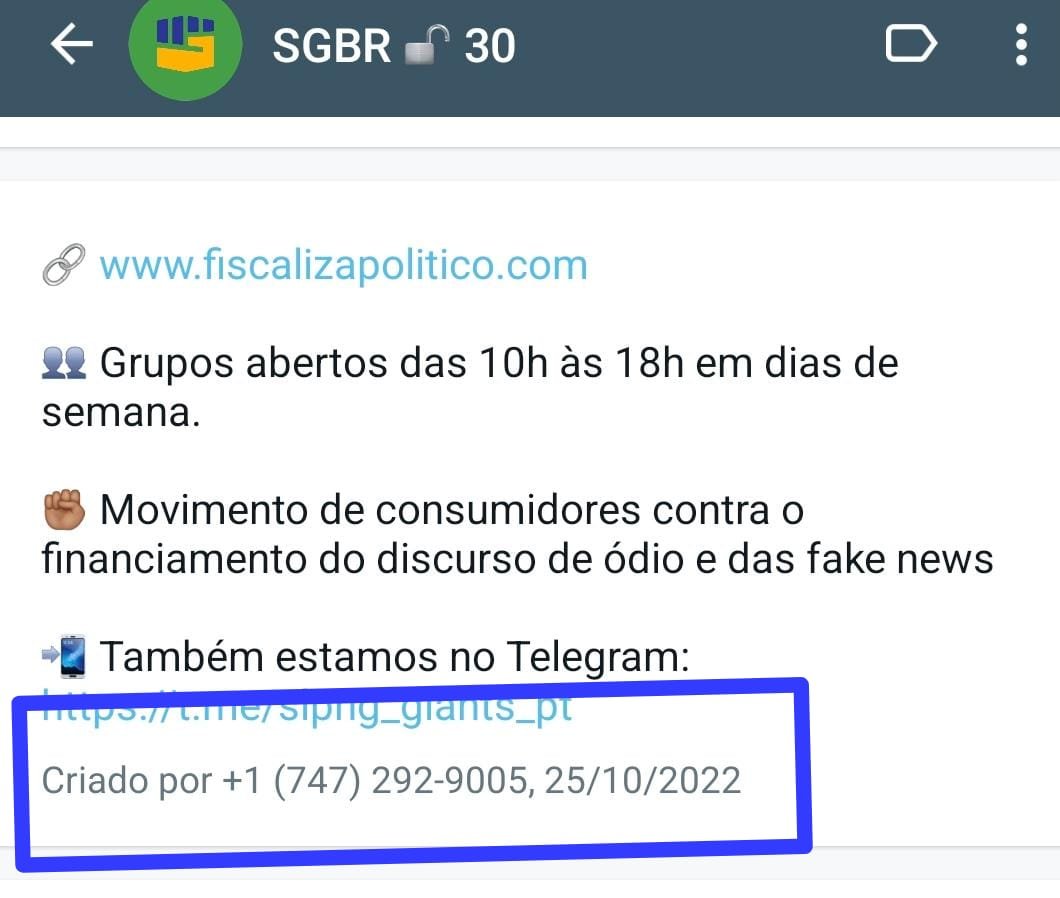 SGBR 🔓 30
🔗 www.fiscalizapolitico.com
👥 Grupos abertos das 10h às 18h em dias de
semana.
✊🏾 Movimento de consumidores contra o
financiamento do discurso de ódio e das fake news
📲 Também estamos no Telegram:
https://t.me/slpng_giants_pt
Criado por +1 (747) 292-9005, 25/10/2022